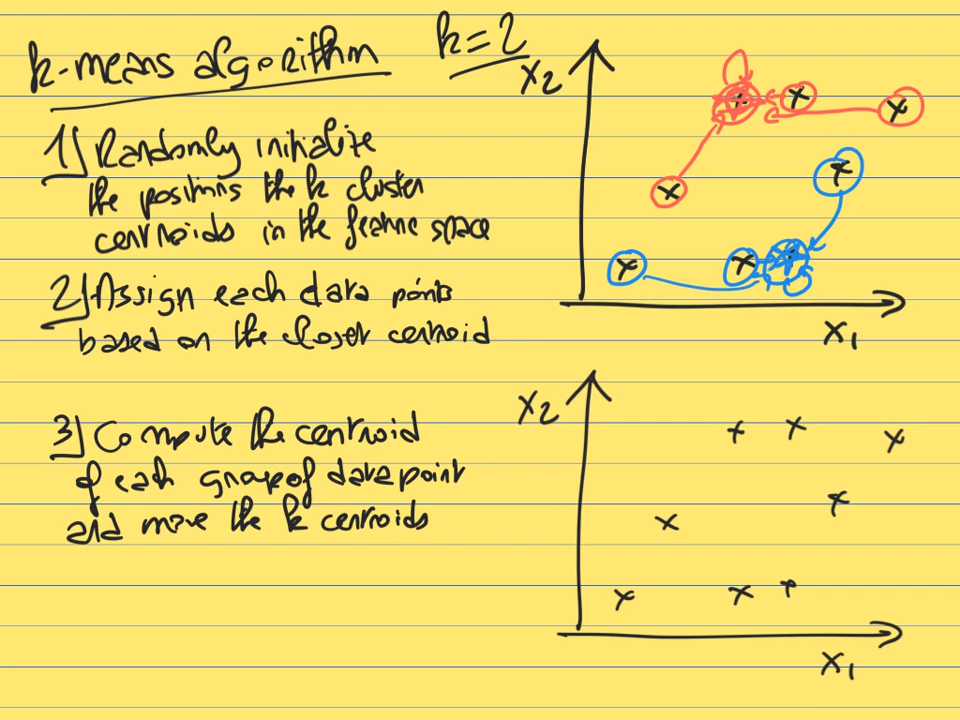 k-means algorithm k=2
1) Randomly initialize
the positions the k cluster
centroids in the feature space
2) Assign each data points
based on the closer centroid
3) Compute the centroid
of each group of data point
and move the k centroids
x2
x1
x2
x1